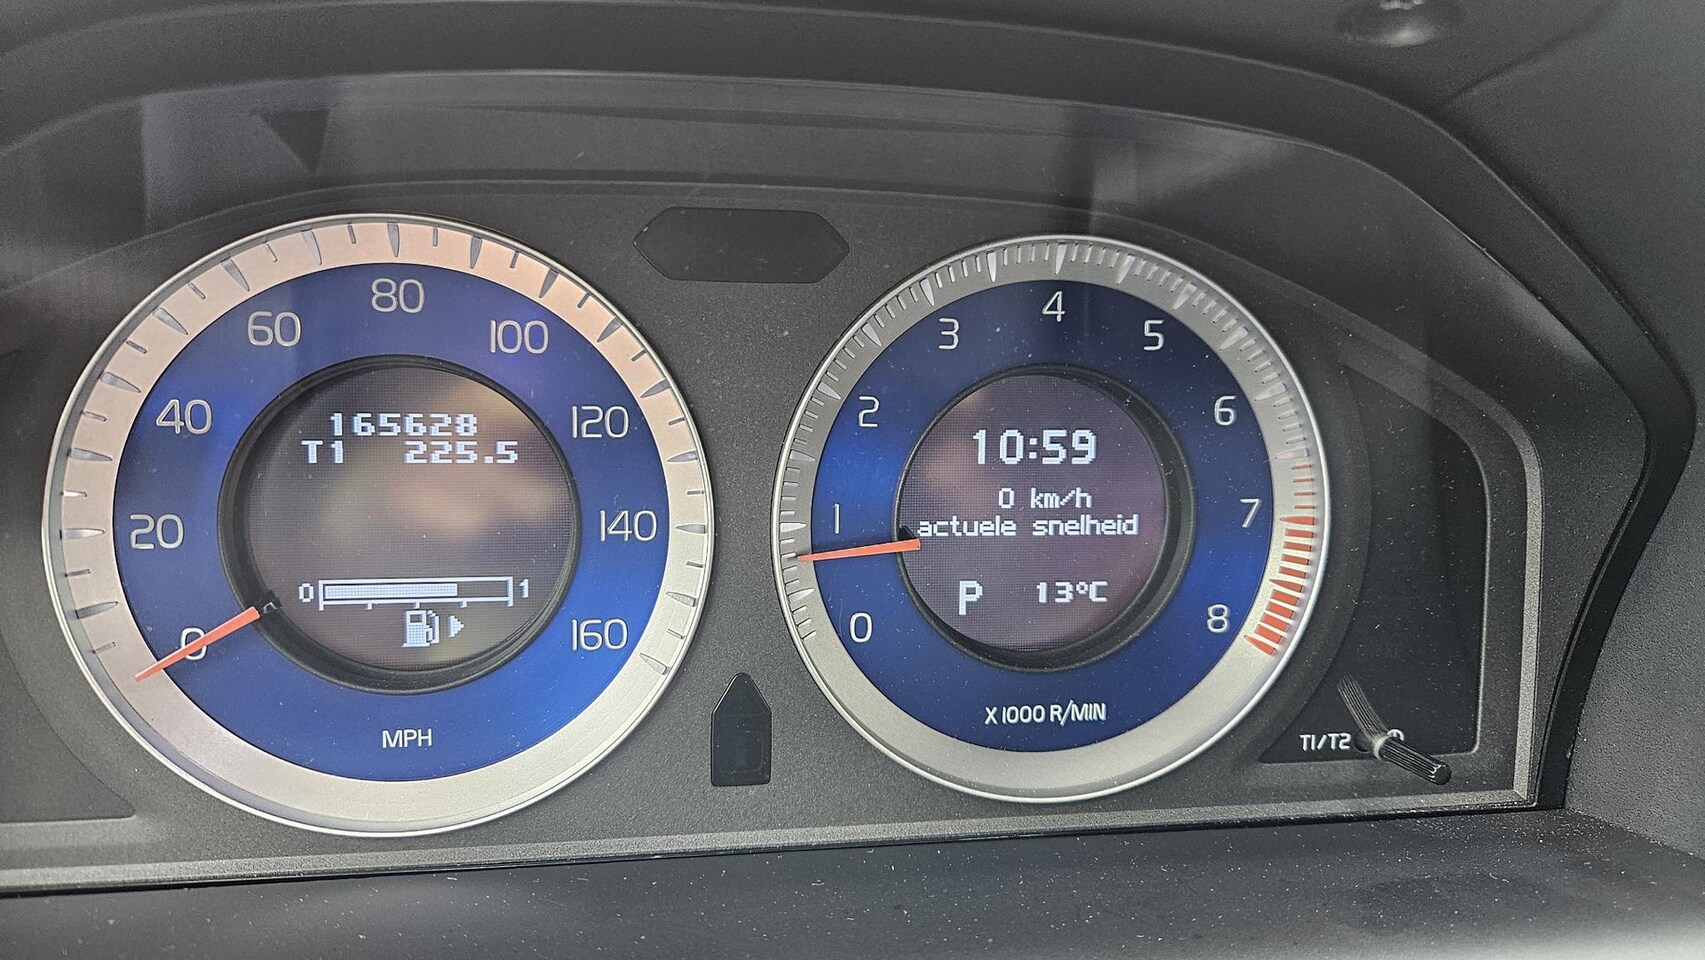 0 20 40 60 80 100 120 140 160
165628
T1 225.5
0 1
MPH
0 1 2 3 4 5 6 7 8
10:59
0 km/h
actuele snelheid
P 13°C
X 1000 R/MIN
T1/T2